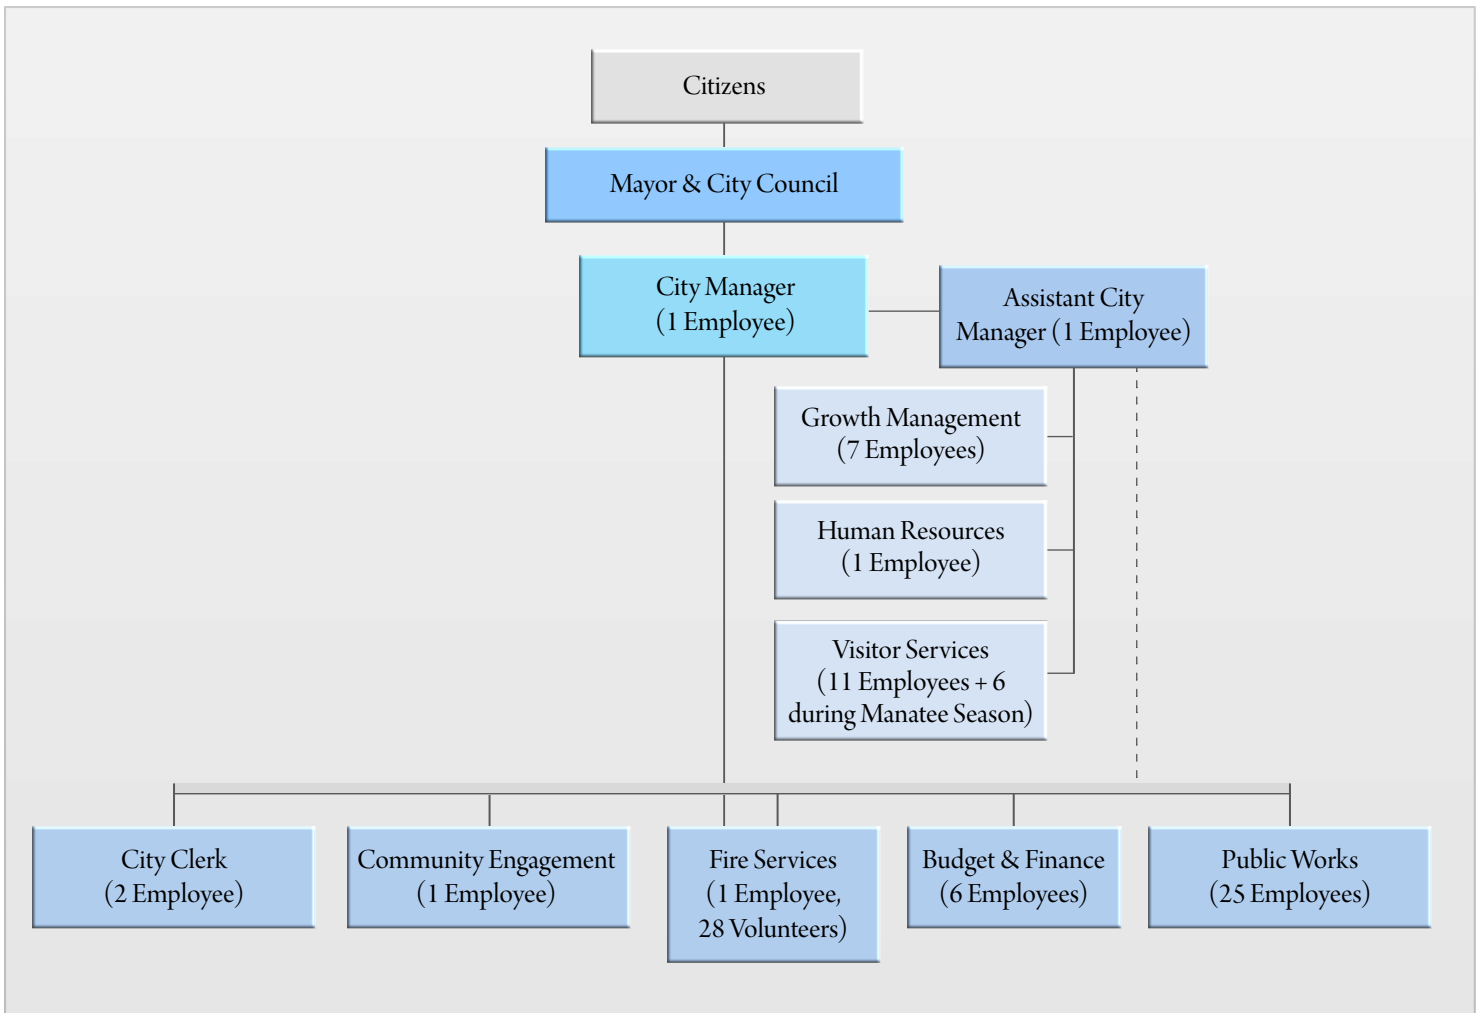 Citizens
Mayor & City Council
City Manager
(1 Employee)
Assistant City
Manager (1 Employee)
Growth Management
(7 Employees)
Human Resources
(1 Employee)
Visitor Services
(11 Employees + 6
during Manatee Season)
City Clerk
(2 Employee)
Community Engagement
(1 Employee)
Fire Services
(1 Employee,
28 Volunteers)
Budget & Finance
(6 Employees)
Public Works
(25 Employees)